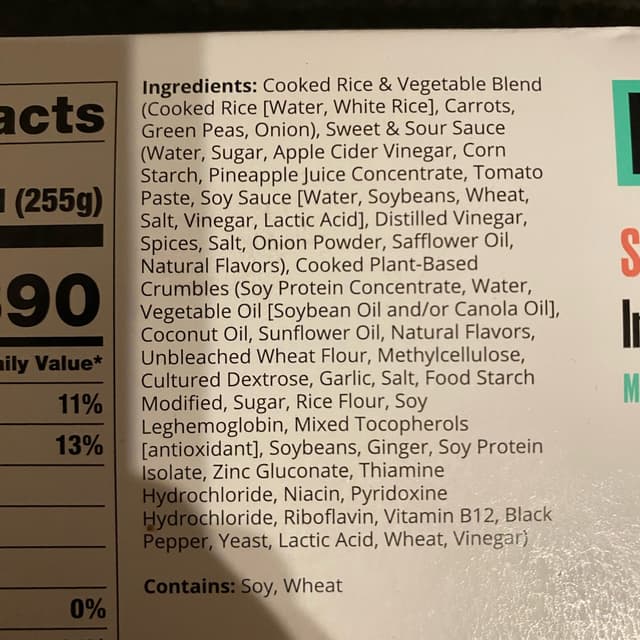 acts
(255g)
90
aily Value*
11%
13%
0%
Ingredients: Cooked Rice & Vegetable Blend
(Cooked Rice [Water, White Rice], Carrots,
Green Peas, Onion), Sweet & Sour Sauce
(Water, Sugar, Apple Cider Vinegar, Corn
Starch, Pineapple Juice Concentrate, Tomato
Paste, Soy Sauce [Water, Soybeans, Wheat,
Salt, Vinegar, Lactic Acid], Distilled Vinegar,
Spices, Salt, Onion Powder, Safflower Oil,
Natural Flavors), Cooked Plant-Based
Crumbles (Soy Protein Concentrate, Water,
Vegetable Oil [Soybean Oil and/or Canola Oil],
Coconut Oil, Sunflower Oil, Natural Flavors,
Unbleached Wheat Flour, Methylcellulose,
Cultured Dextrose, Garlic, Salt, Food Starch
Modified, Sugar, Rice Flour, Soy
Leghemoglobin, Mixed Tocopherols
[antioxidant], Soybeans, Ginger, Soy Protein
Isolate, Zinc Gluconate, Thiamine
Hydrochloride, Niacin, Pyridoxine
Hydrochloride, Riboflavin, Vitamin B12, Black
Pepper, Yeast, Lactic Acid, Wheat, Vinegar)
Contains: Soy, Wheat